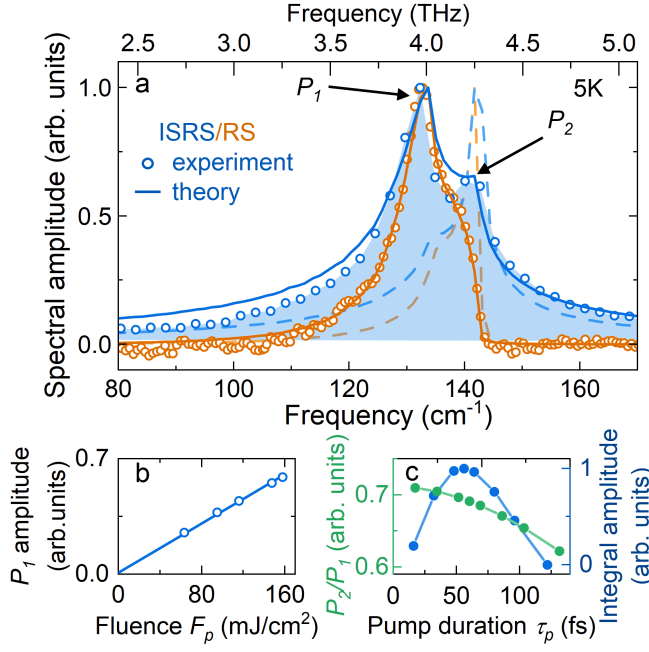 Frequency (THz)
2.5 3.0 3.5 4.0 4.5 5.0
Spectral amplitude (arb. units)
1.0
0.5
0.0
a
P1
5K
P2
ISRS/RS
experiment
theory
80 100 120 140 160
Frequency (cm-1)
P1 amplitude
(arb.units)
0.7
0.0
b
0 80 160
Fluence Fp (mJ/cm2)
P2/P1 (arb. units)
0.7
0.6
c
1
0
Integral amplitude
(arb. units)
0 50 100
Pump duration τp (fs)